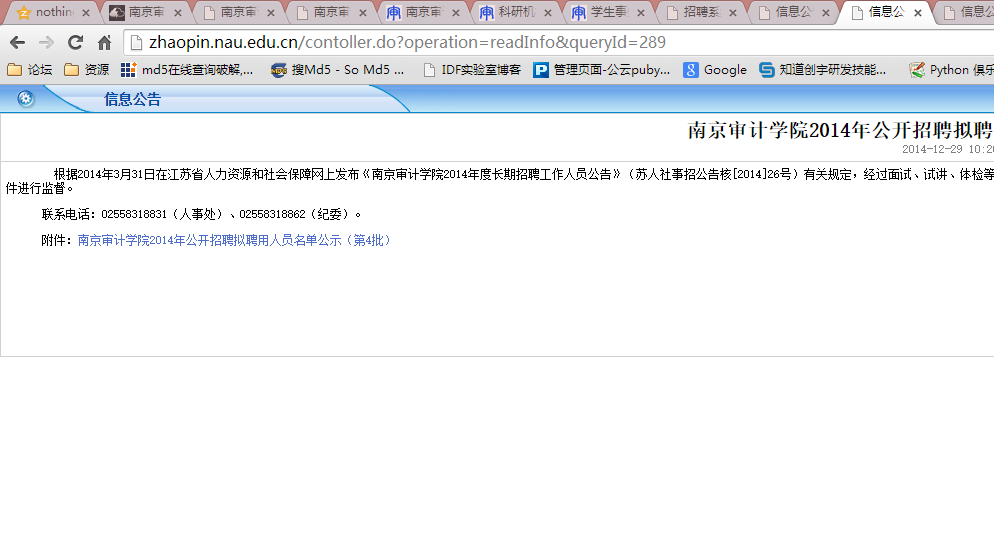 nothin
南京审
南京审
南京审
南京审
科研机
学生事
招聘系
信息公
信息公
信息公
zhaopin.nau.edu.cn/contoller.do?operation=readInfo&queryId=289
论坛 资源 md5在线查询破解,... 搜Md5 - So Md5 ... IDF实验室博客 管理页面-公云puby... Google 知道创宇研发技能... Python 俱乐
信息公告
南京审计学院2014年公开招聘拟聘
2014-12-29 10:20
根据2014年3月31日在江苏省人力资源和社会保障网上发布《南京审计学院2014年度长期招聘工作人员公告》（苏人社事招公告核[2014]26号）有关规定，经过面试、试讲、体检等
件进行监督。
联系电话：02558318831（人事处）、02558318862（纪委）。
附件：南京审计学院2014年公开招聘拟聘用人员名单公示（第4批）